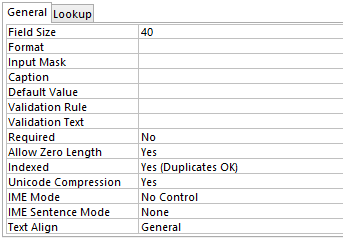 General Lookup
Field Size 40
Format
Input Mask
Caption
Default Value
Validation Rule
Validation Text
Required No
Allow Zero Length Yes
Indexed Yes (Duplicates OK)
Unicode Compression Yes
IME Mode No Control
IME Sentence Mode None
Text Align General